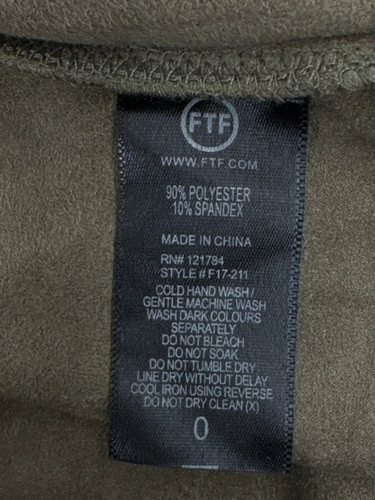 FTF
WWW.FTF.COM
90% POLYESTER
10% SPANDEX
MADE IN CHINA
RN# 121784
STYLE # F17-211
COLD HAND WASH /
GENTLE MACHINE WASH
WASH DARK COLOURS
SEPARATELY
DO NOT BLEACH
DO NOT SOAK
DO NOT TUMBLE DRY
LINE DRY WITHOUT DELAY
COOL IRON USING REVERSE
DO NOT DRY CLEAN (X)
0